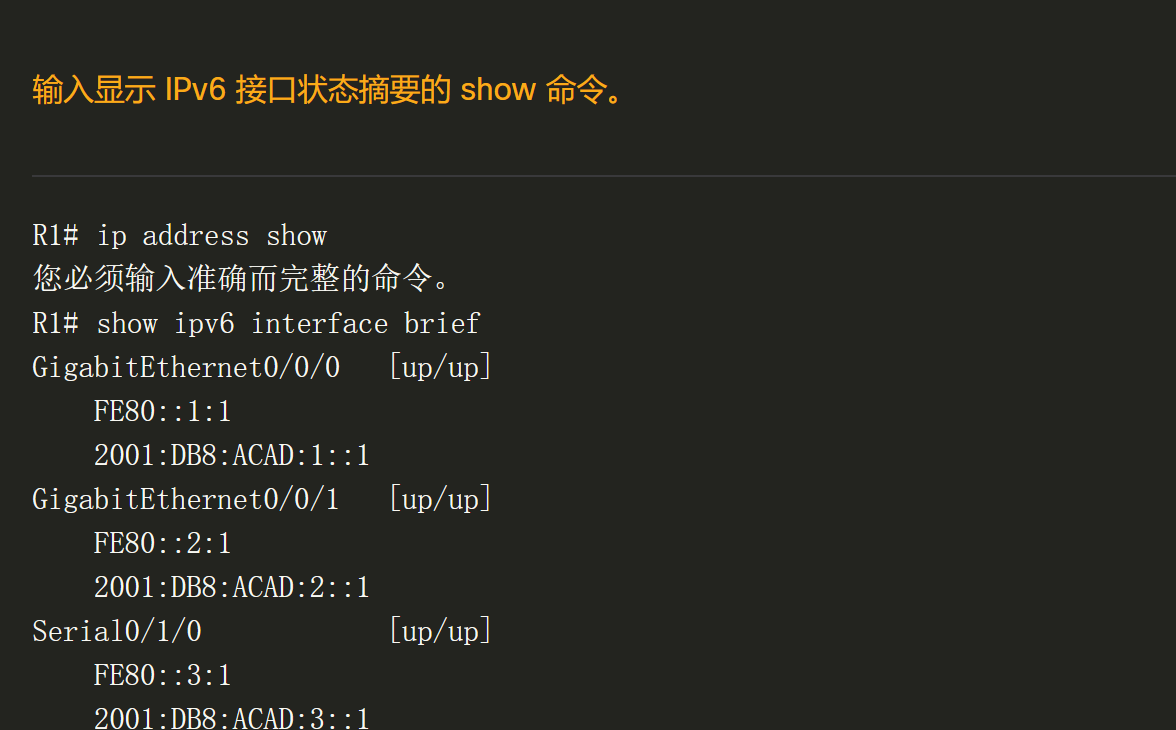 输入显示 IPv6 接口状态摘要的 show 命令。
R1# ip address show
您必须输入准确而完整的命令。
R1# show ipv6 interface brief
GigabitEthernet0/0/0   [up/up]
    FE80::1:1
    2001:DB8:ACAD:1::1
GigabitEthernet0/0/1   [up/up]
    FE80::2:1
    2001:DB8:ACAD:2::1
Serial0/1/0            [up/up]
    FE80::3:1
    2001:DB8:ACAD:3::1